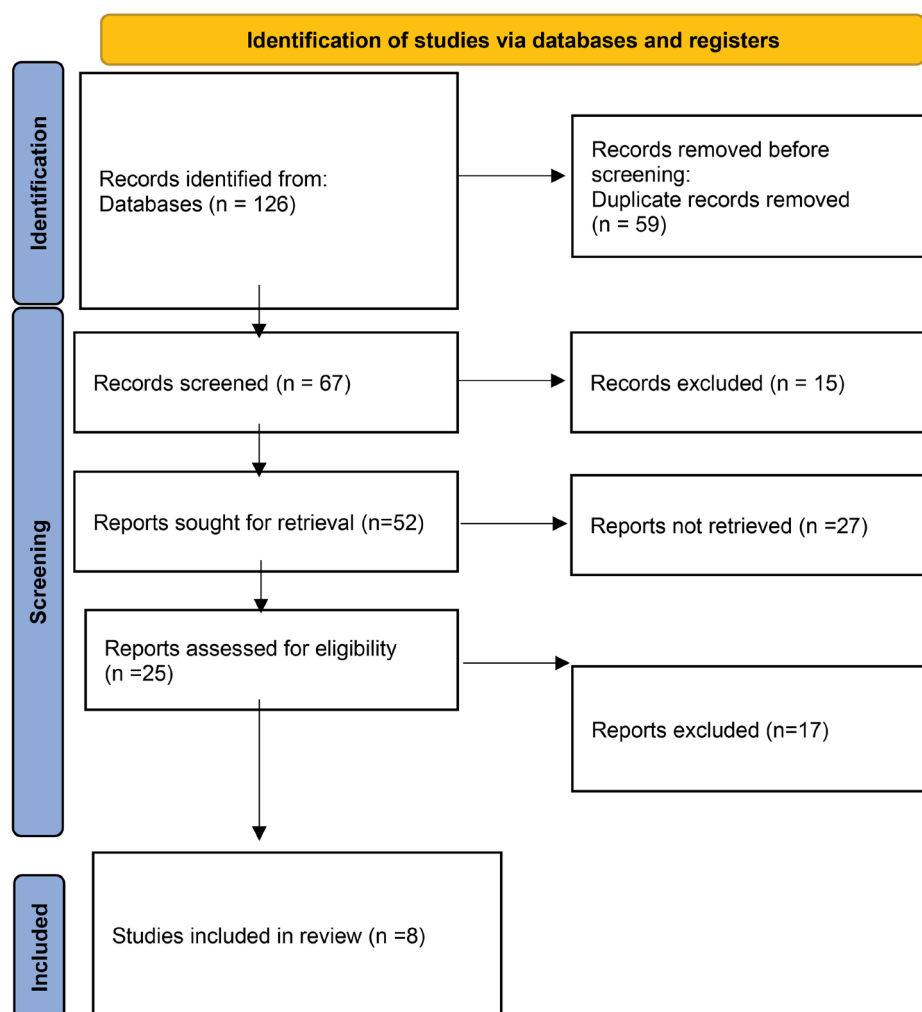 Identification of studies via databases and registers
Identification
Records identified from:
Databases (n = 126)
Records removed before
screening:
Duplicate records removed
(n = 59)
Screening
Records screened (n = 67)
Records excluded (n = 15)
Reports sought for retrieval (n=52)
Reports not retrieved (n =27)
Reports assessed for eligibility
(n =25)
Reports excluded (n=17)
Included
Studies included in review (n =8)